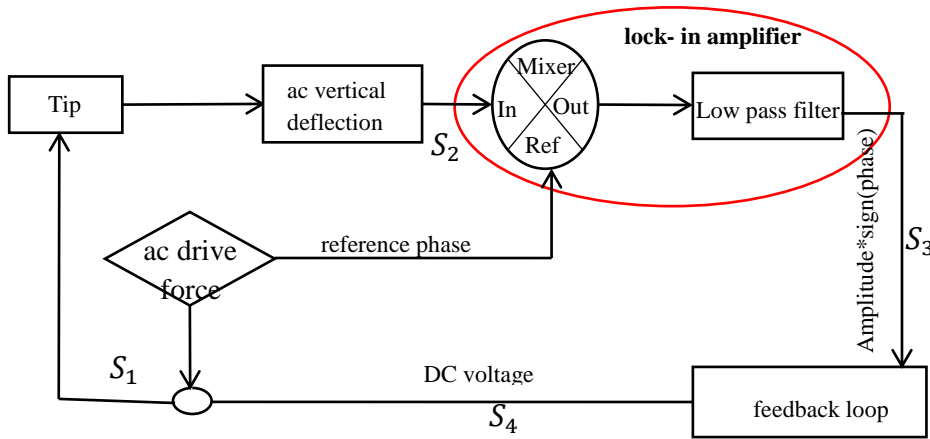 lock- in amplifier
Mixer
Tip
ac vertical
deflection
In
Out
Ref
Low pass filter
S₂
reference phase
ac drive
force
Amplitude*sign(phase)
S₃
S₁
DC voltage
S₄
feedback loop